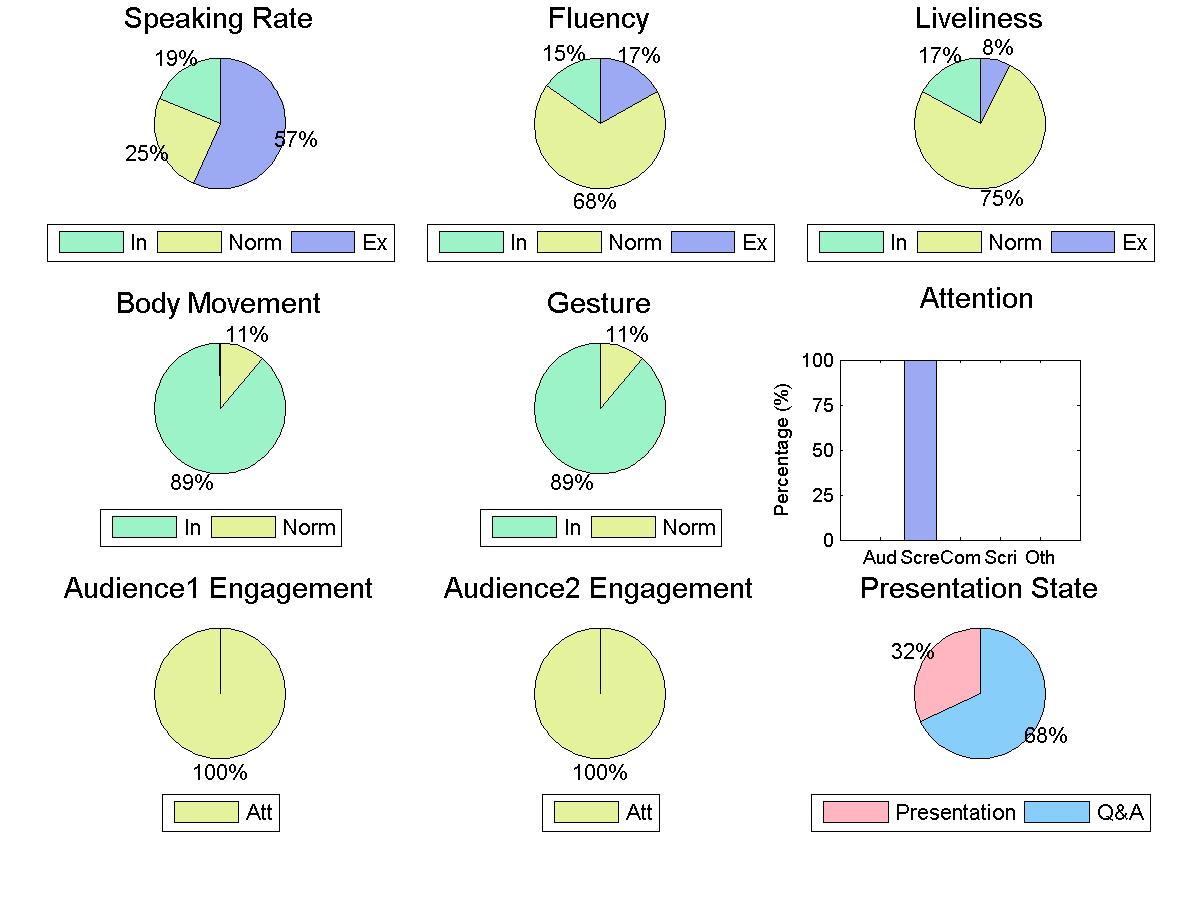 Speaking Rate
19%
25%
57%
In Norm Ex
Fluency
15%
17%
68%
In Norm Ex
Liveliness
17%
8%
75%
In Norm Ex
Body Movement
11%
89%
In Norm
Gesture
11%
89%
In Norm
Attention
Percentage (%)
100
75
50
25
0
Aud Scre Com Scri Oth
Audience1 Engagement
100%
Att
Audience2 Engagement
100%
Att
Presentation State
32%
68%
Presentation Q&A